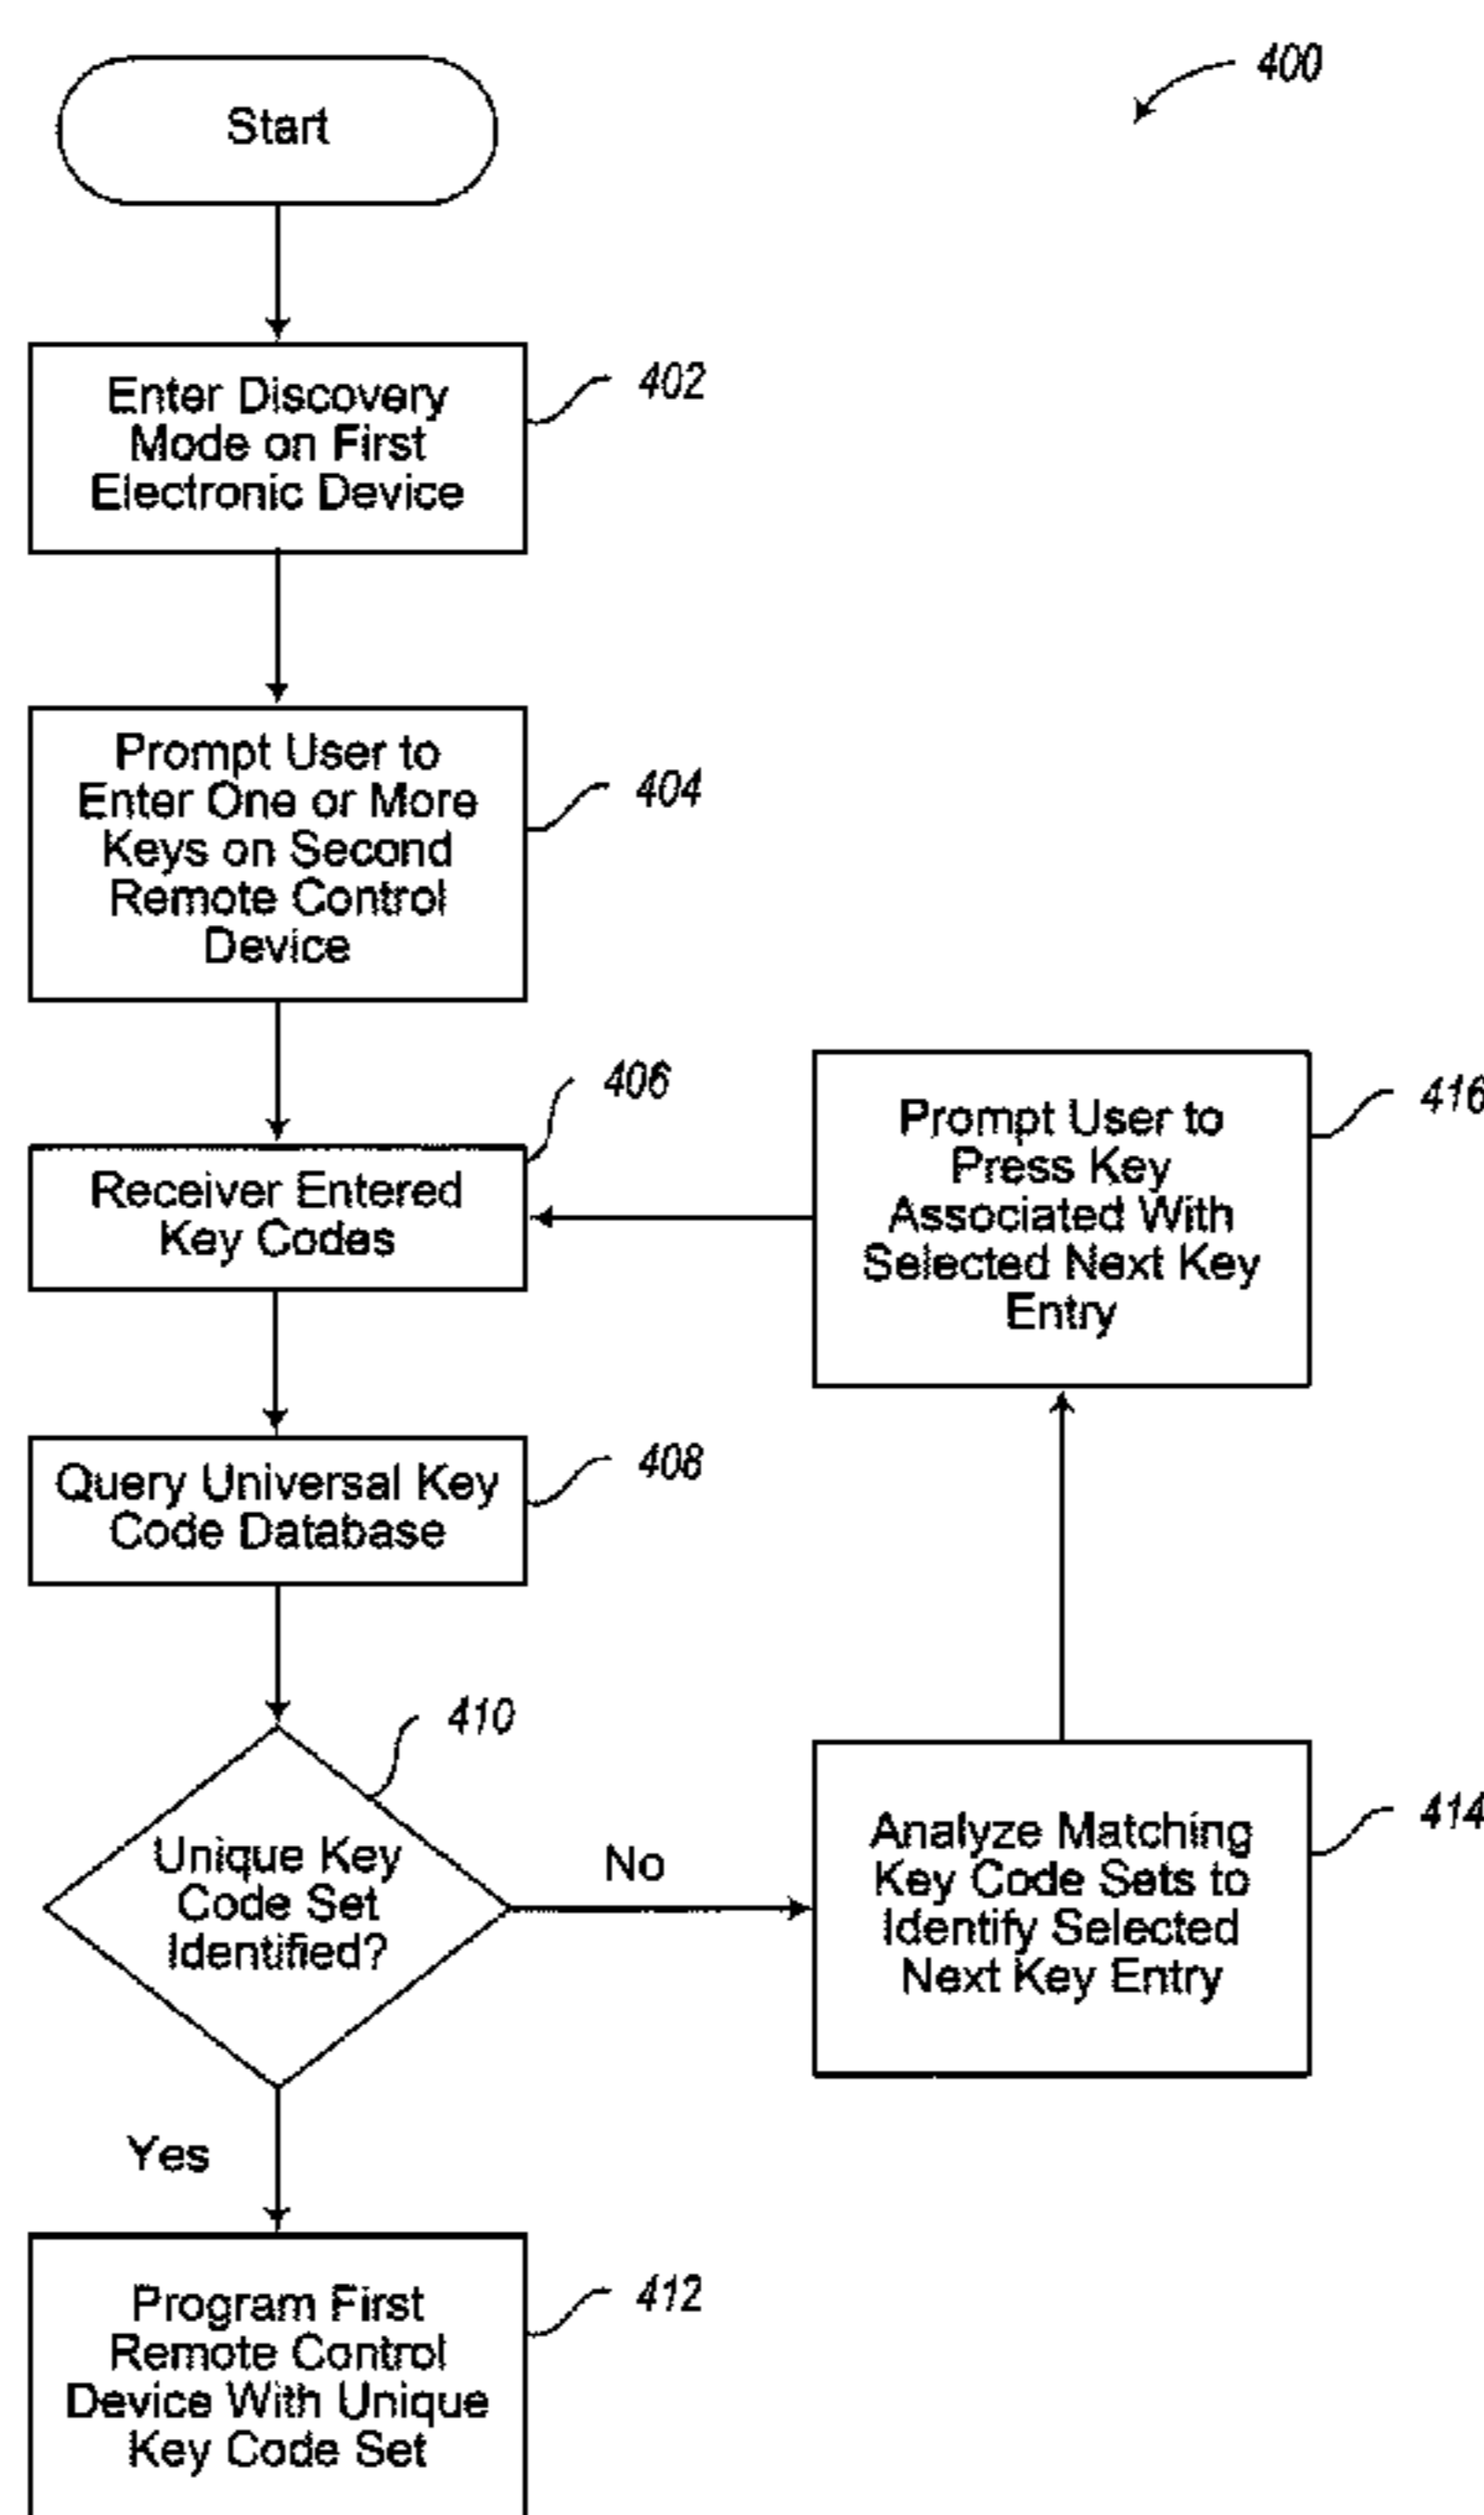 400
Start
Enter Discovery
Mode on First
Electronic Device
402
Prompt User to
Enter One or More
Keys on Second
Remote Control
Device
404
406
Receiver Entered
Key Codes
Prompt User to
Press Key
Associated With
Selected Next Key
Entry
416
Query Universal Key
Code Database
408
410
Unique Key
Code Set
Identified?
No
Analyze Matching
Key Code Sets to
Identify Selected
Next Key Entry
414
Yes
Program First
Remote Control
Device With Unique
Key Code Set
412